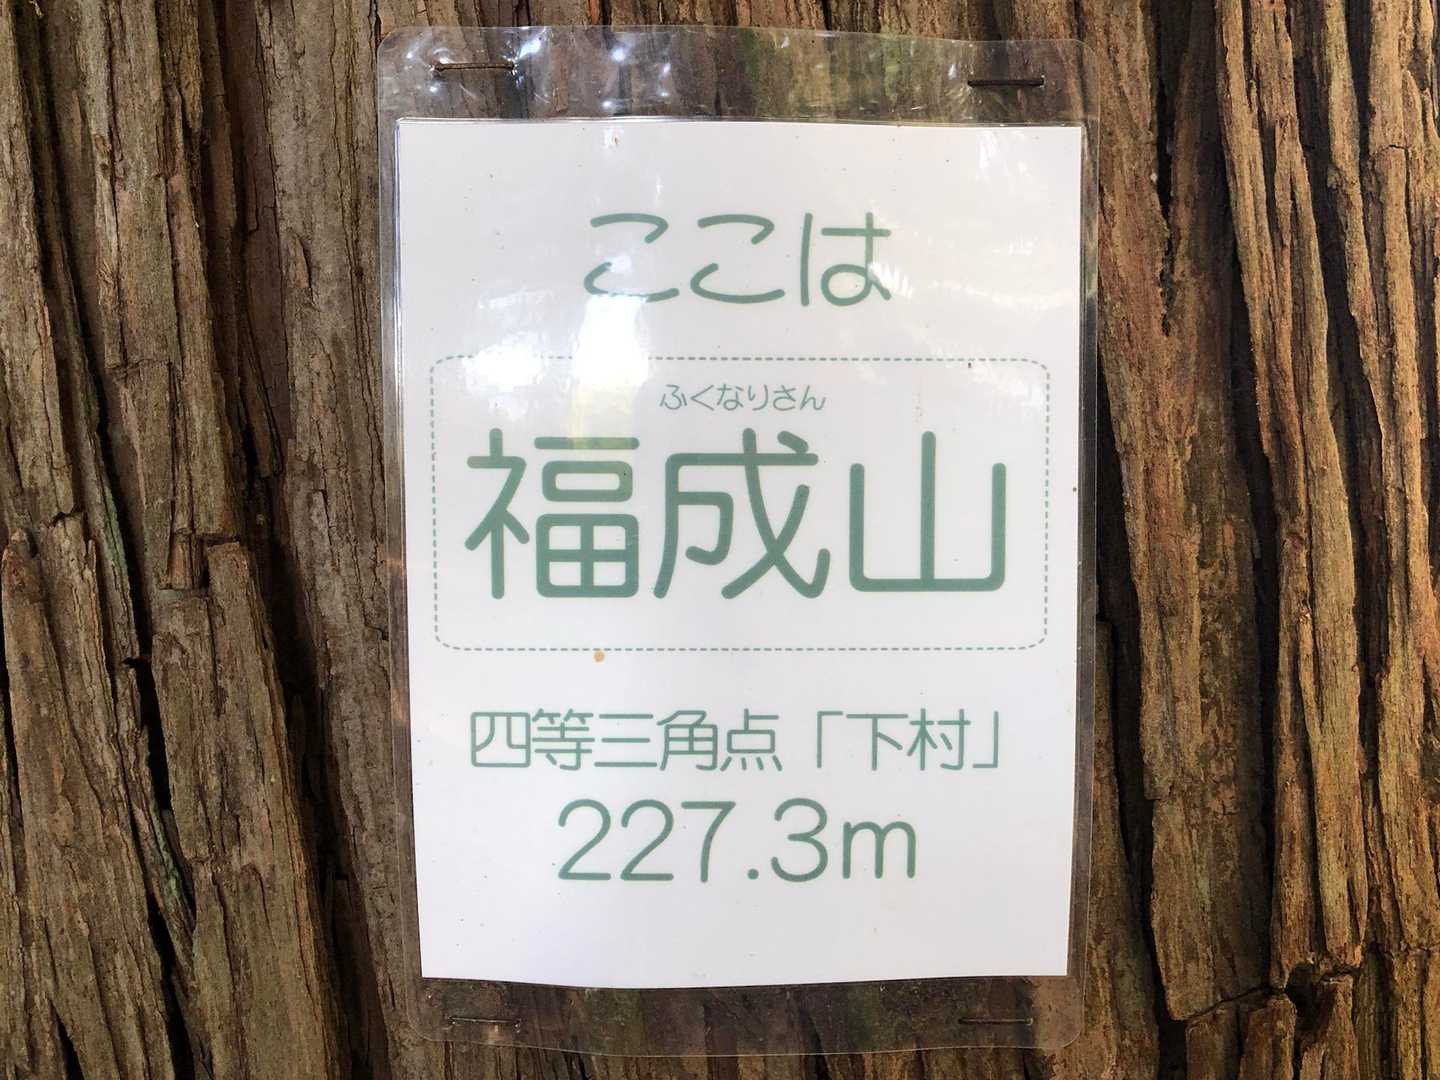 ここは
ふくなりさん
福成山
四等三角点「下村」
227.3m